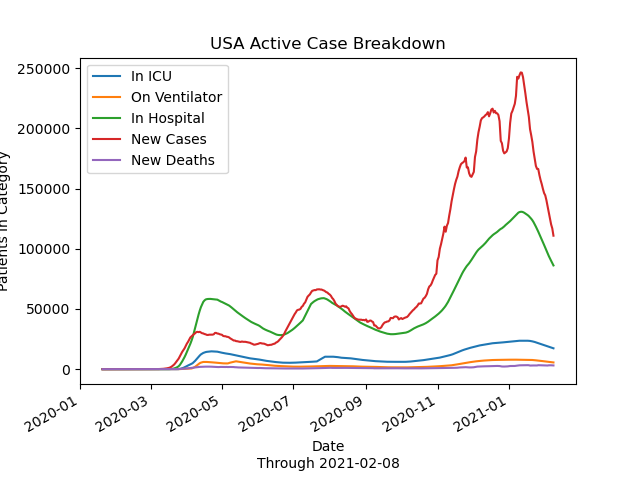 USA Active Case Breakdown
Patients in Category
250000
200000
150000
100000
50000
0
In ICU
On Ventilator
In Hospital
New Cases
New Deaths
2020-01
2020-03
2020-05
2020-07
2020-09
2020-11
2021-01
Date
Through 2021-02-08